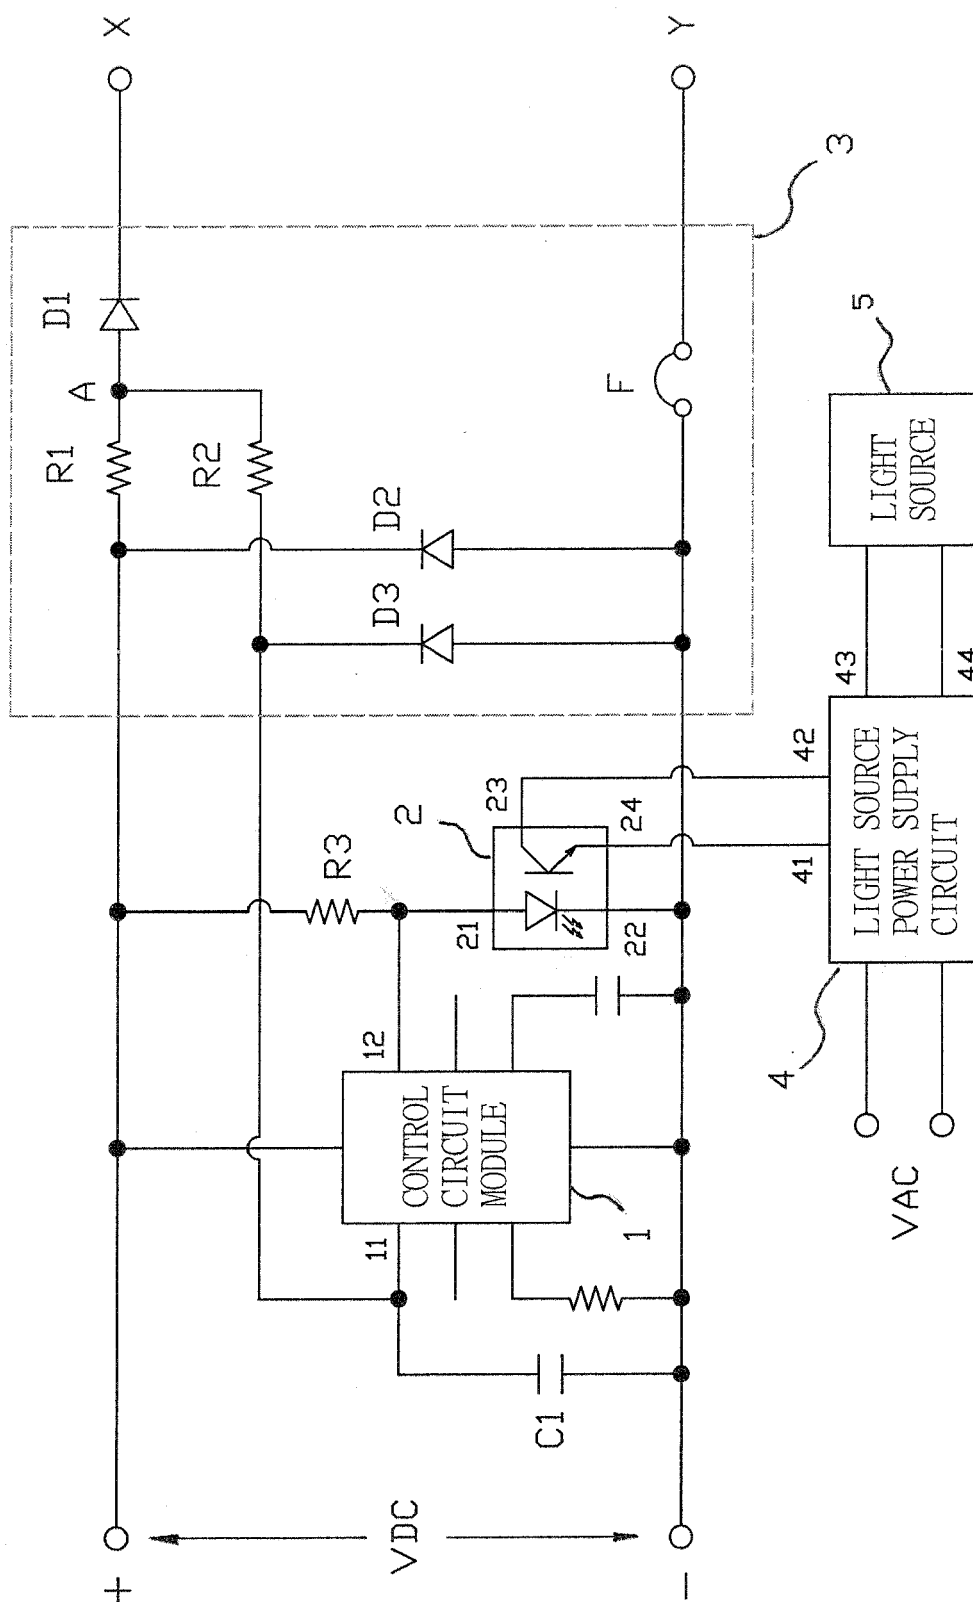 X
Y
3
D1
A
R1
R2
D2
D3
F
5
LIGHT
SOURCE
43
44
42
41
23
24
2
21
22
R3
LIGHT SOURCE
POWER SUPPLY
CIRCUIT
4
12
11
CONTROL
CIRCUIT
MODULE
1
VAC
C1
VDC
+
-